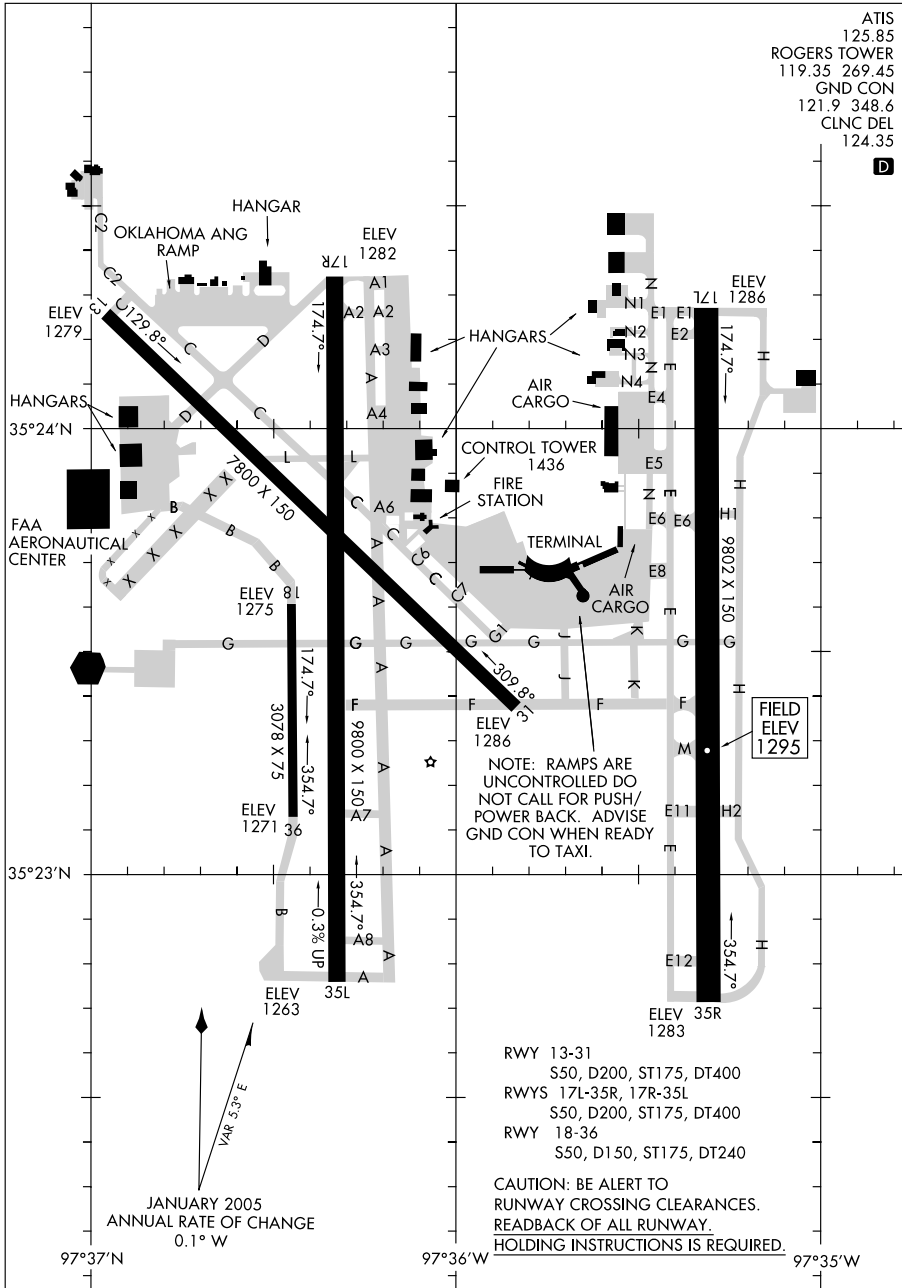 ATIS
125.85
ROGERS TOWER
119.35 269.45
GND CON
121.9 348.6
CLNC DEL
124.35
D
C2
HANGAR
OKLAHOMA ANG
RAMP
ELEV
1282
17R
A1
C2
C
13
ELEV
1279
129.8°
174.7°
A2 A2
N
N1
E1 E1
17L
ELEV
1286
E2
N2
HANGARS
C
D
A3
N3
N
E
174.7°
H
A
N4
HANGARS
D
C
A4
AIR
CARGO
E4
35°24'N
7800 X 150
L L
CONTROL TOWER
1436
E5
X X
FIRE
STATION
N
E
H
FAA
AERONAUTICAL
CENTER
B
X X X X X
X X X
C
A6
E6 E6
H1
B
C
C6
A
TERMINAL
9802 X 150
B
C
C7
E8
ELEV
1275
18
A
AIR
CARGO
E
G1
J
K
G G G G G G G
174.7°
A
309.8°
J
K
H
F F F
31
ELEV
1286
FIELD
ELEV
1295
3078 X 75
9800 X 150
M
354.7°
A
NOTE: RAMPS ARE
UNCONTROLLED DO
NOT CALL FOR PUSH/
POWER BACK. ADVISE
GND CON WHEN READY
TO TAXI.
ELEV
1271
36
A7
E11
H2
A
E
35°23'N
B
0.3% UP
354.7°
A8
A
A
354.7°
H
E12
ELEV
1263
35L
ELEV
1283
35R
VAR 5.3° E
JANUARY 2005
ANNUAL RATE OF CHANGE
0.1° W
RWY 13-31
S50, D200, ST175, DT400
RWYS 17L-35R, 17R-35L
S50, D200, ST175, DT400
RWY 18-36
S50, D150, ST175, DT240
CAUTION: BE ALERT TO
RUNWAY CROSSING CLEARANCES.
READBACK OF ALL RUNWAY.
HOLDING INSTRUCTIONS IS REQUIRED.
97°37'N
97°36'W
97°35'W